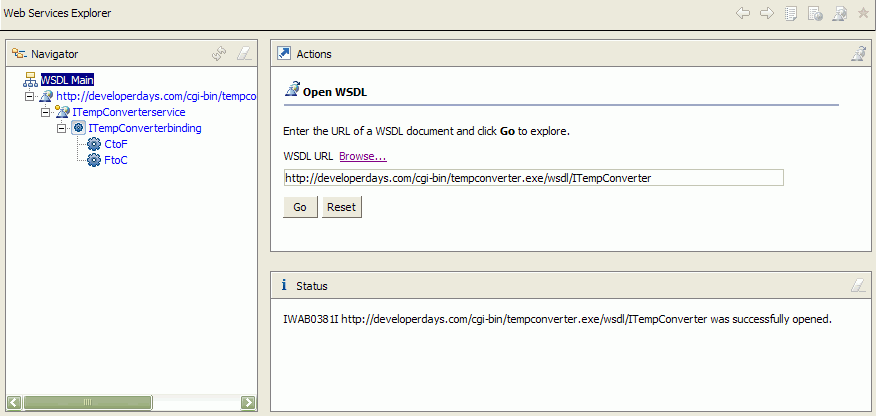 Web Services Explorer
Navigator
WSDL Main
http://developerdays.com/cgi-bin/tempco
ITempConverterservice
ITempConverterbinding
CtoF
FtoC
Actions
Open WSDL
Enter the URL of a WSDL document and click Go to explore.
WSDL URL Browse...
http://developerdays.com/cgi-bin/tempconverter.exe/wsdl/ITempConverter
Go Reset
Status
IWAB0381I http://developerdays.com/cgi-bin/tempconverter.exe/wsdl/ITempConverter was successfully opened.